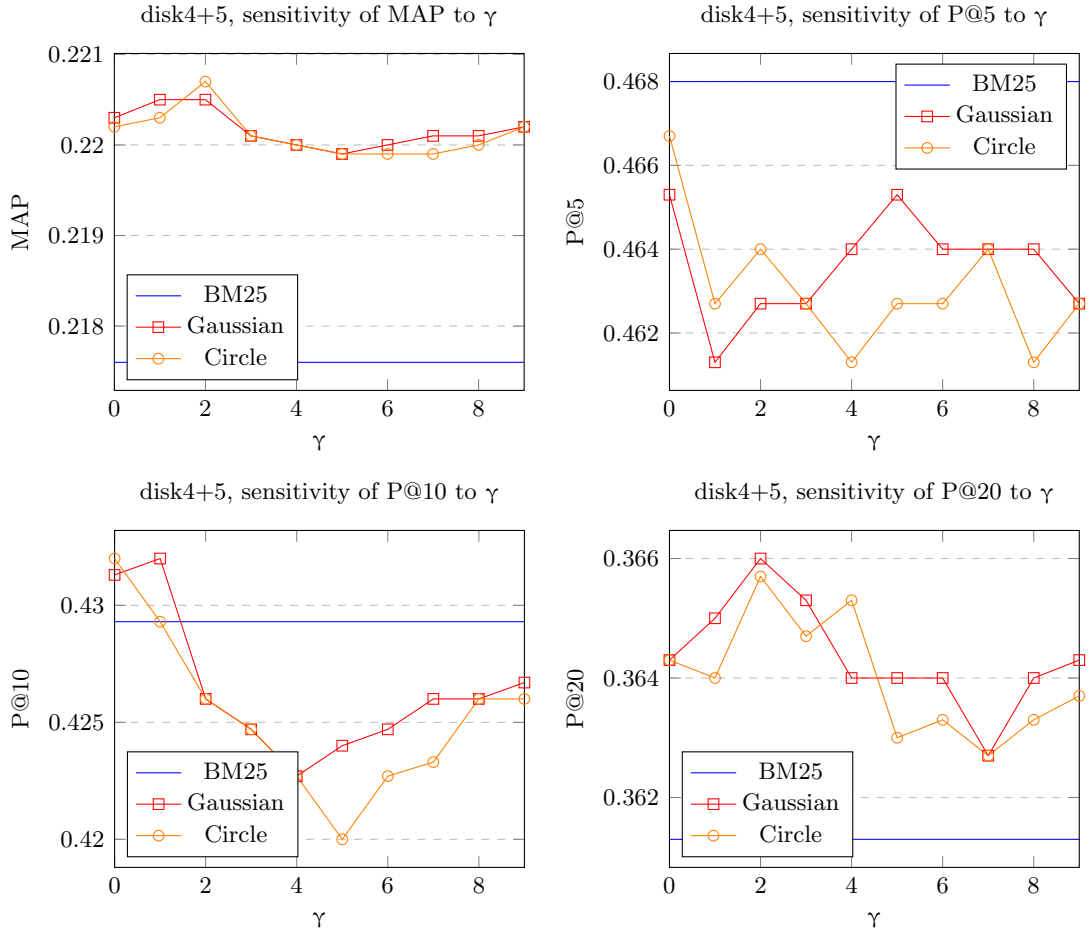 disk4+5, sensitivity of MAP to γ
0.221
0.22
0.219
0.218
MAP
BM25
Gaussian
Circle
0 2 4 6 8
γ
disk4+5, sensitivity of P@5 to γ
0.468
0.466
0.464
0.462
P@5
BM25
Gaussian
Circle
0 2 4 6 8
γ
disk4+5, sensitivity of P@10 to γ
0.43
0.425
0.42
P@10
BM25
Gaussian
Circle
0 2 4 6 8
γ
disk4+5, sensitivity of P@20 to γ
0.366
0.364
0.362
P@20
BM25
Gaussian
Circle
0 2 4 6 8
γ